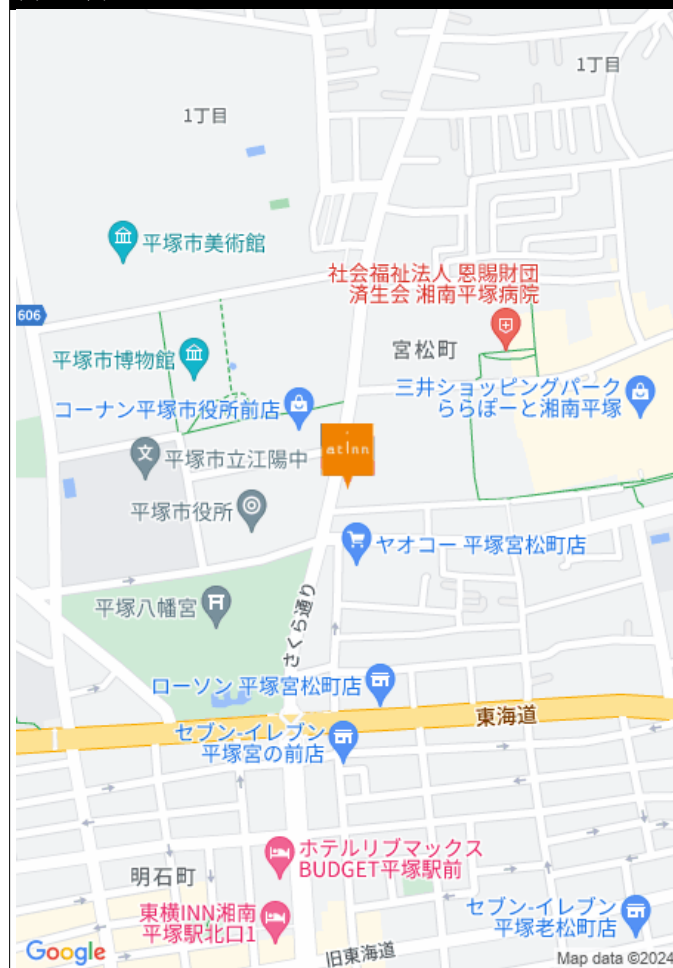 1丁目
1丁目
平塚市美術館
社会福祉法人 恩賜財団
済生会 湘南平塚病院
606
宮松町
平塚市博物館
三井ショッピングパーク
ららぽーと湘南平塚
コーナン平塚市役所前店
atInn
平塚市立江陽中
文
平塚市役所
ヤオコー 平塚宮松町店
平塚八幡宮
さくら通り
ローソン 平塚宮松町店
東海道
セブン-イレブン
平塚宮の前店
ホテルリブマックス
BUDGET平塚駅前
明石町
東横INN湘南
平塚駅北口1
セブン-イレブン
平塚老松町店
旧東海道
Google
Map data ©2024